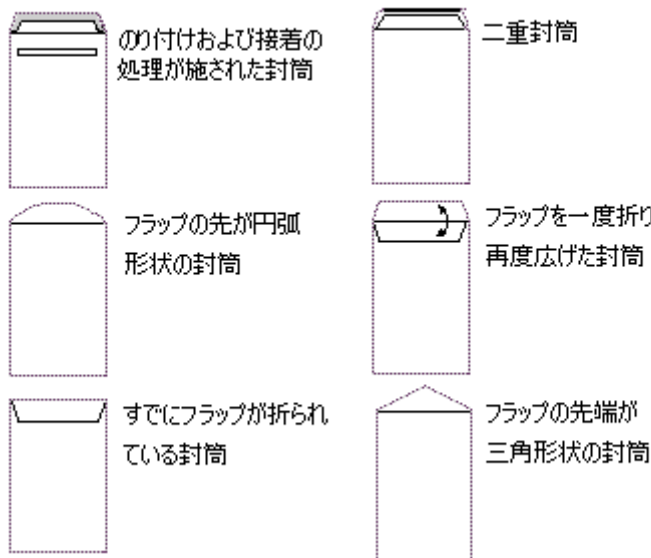 のり付けおよび接着の
処理が施された封筒
二重封筒
フラップの先が円弧
形状の封筒
フラップを一度折り
再度広げた封筒
すでにフラップが折られ
ている封筒
フラップの先端が
三角形状の封筒